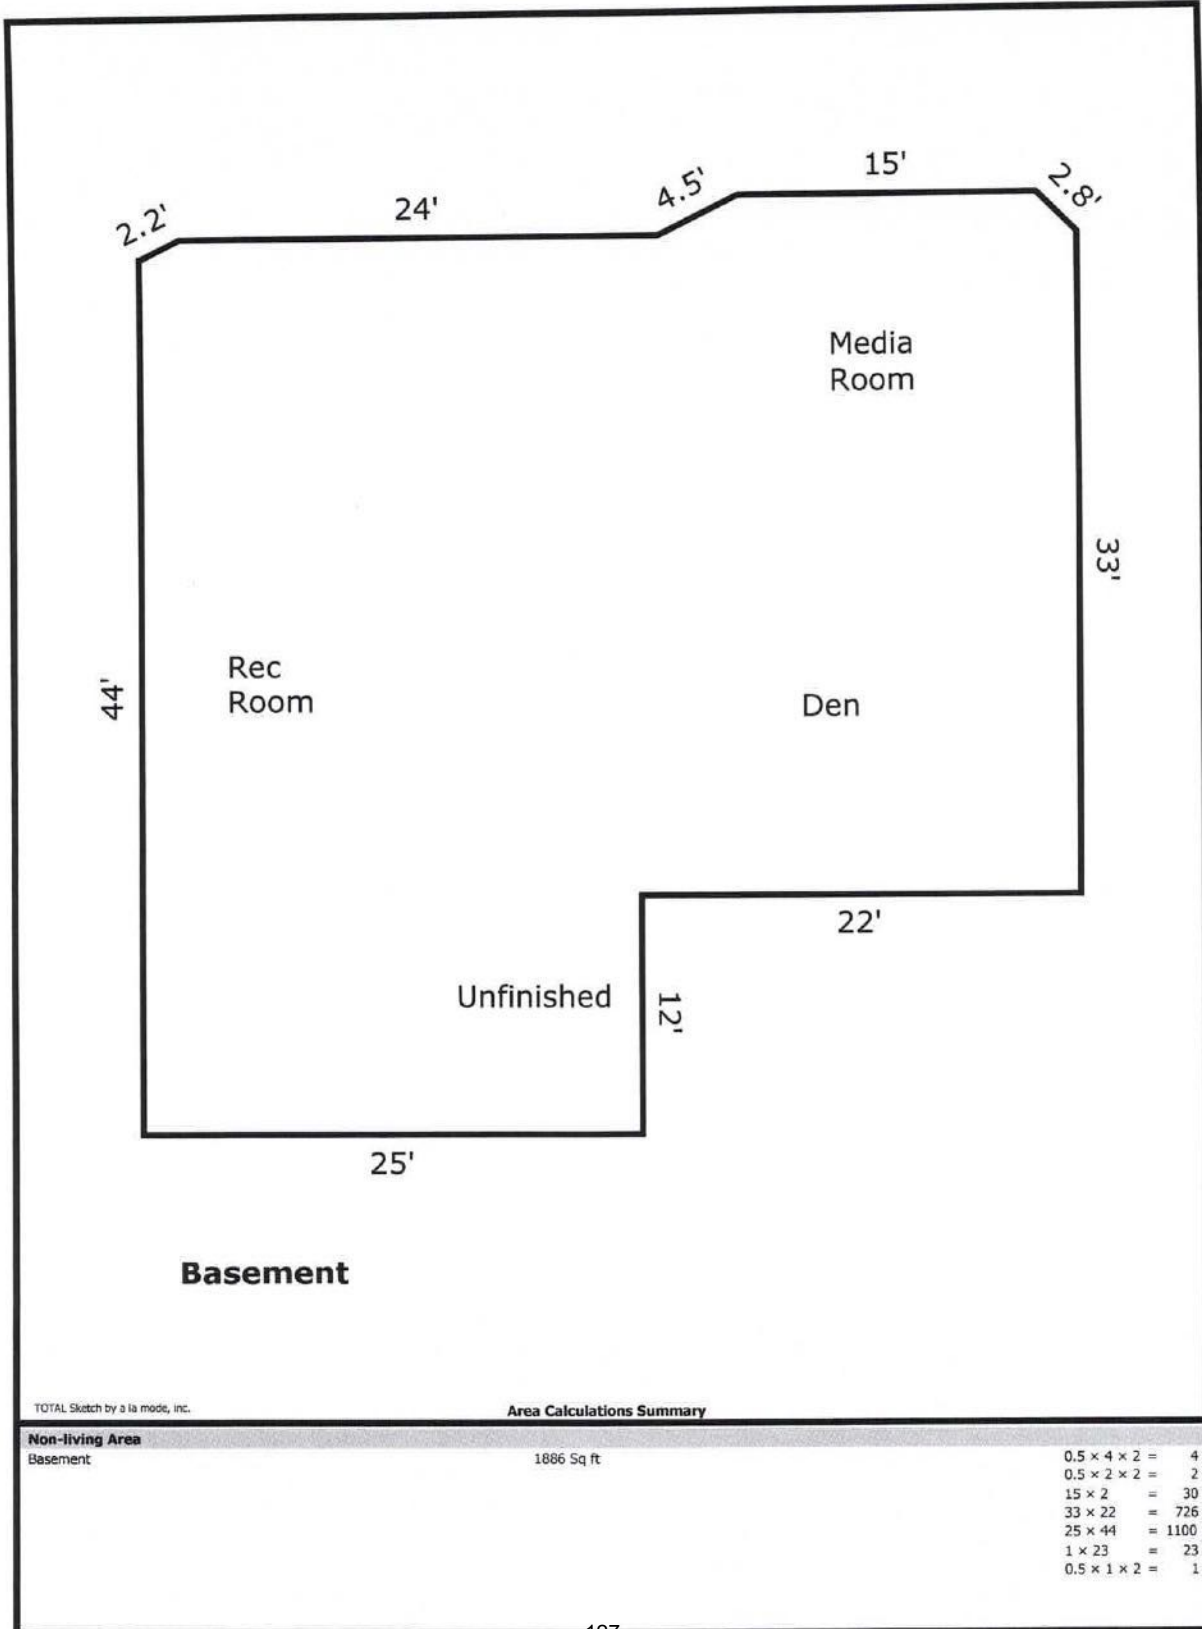 15'
4.5'
2.8'
2.2'
24'
Media
Room
33'
Rec
Room
44'
Den
22'
Unfinished
12'
25'
Basement
TOTAL Sketch by a la mode, inc.
Area Calculations Summary
Non-living Area
Basement 1886 Sq ft 0.5 × 4 × 2 = 4
0.5 × 2 × 2 = 2
15 × 2 = 30
33 × 22 = 726
25 × 44 = 1100
1 × 23 = 23
0.5 × 1 × 2 = 1